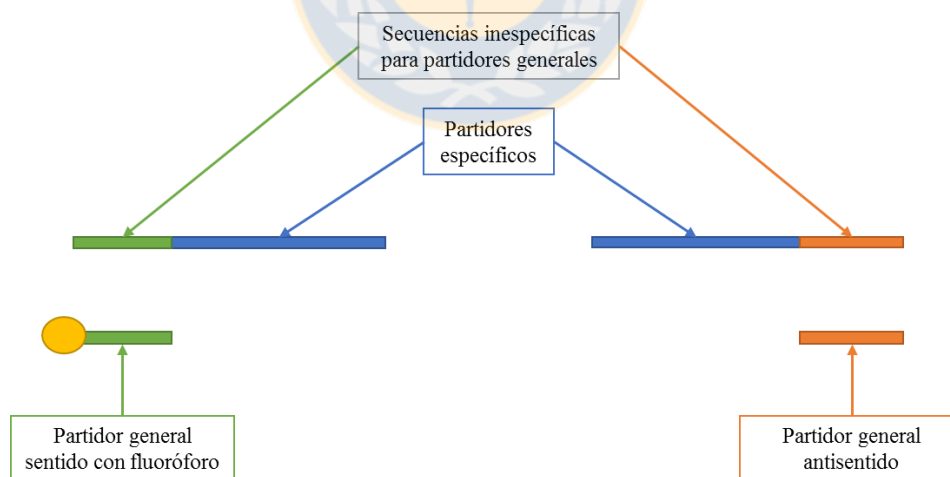 Secuencias inespecíficas
para partidores generales
Partidores
específicos
Partidor general
sentido con fluoróforo
Partidor general
antisentido